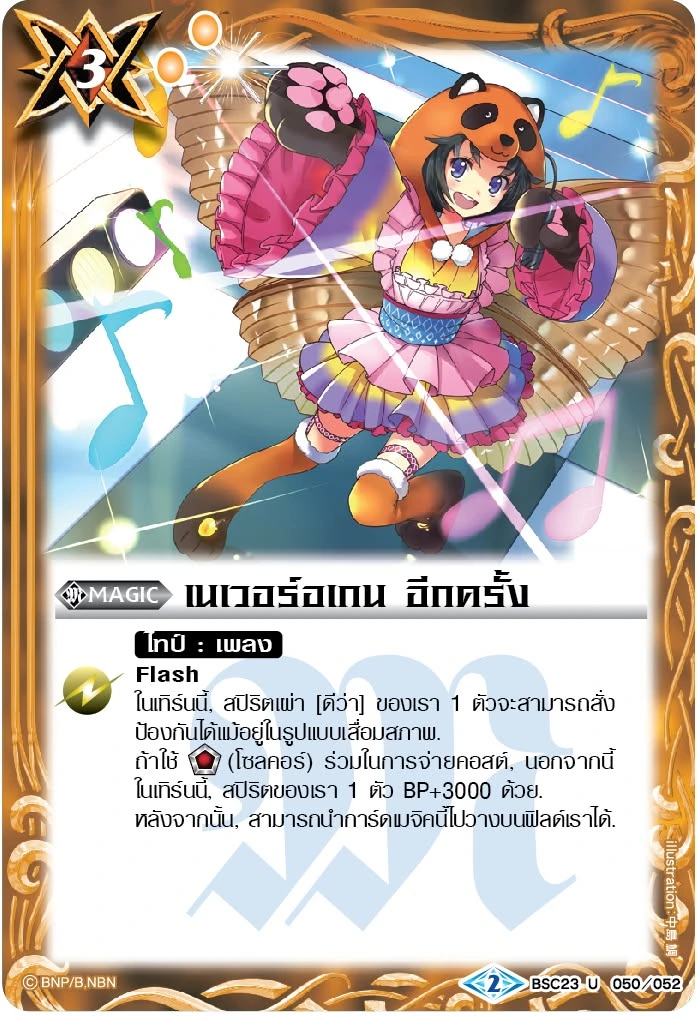 3
MAGIC เนเวอร์อเกน อีกครั้ง
ไทป์ : เพลง
Flash
ในเทิร์นนี้, สปิริตเผ่า [ดีว่า] ของเรา 1 ตัวจะสามารถสั่ง
ป้องกันได้แม้อยู่ในรูปแบบเสื่อมสภาพ.
ถ้าใช้ (โซลคอร์) ร่วมในการจ่ายคอสต์, นอกจากนี้
ในเทิร์นนี้, สปิริตของเรา 1 ตัว BP+3000 ด้วย.
หลังจากนั้น, สามารถนำการ์ดเมจิคนี้ไปวางบนฟิลด์เราได้.
illustration:中島 鯛
©BNP/B,NBN
2 BSC23 U 050/052